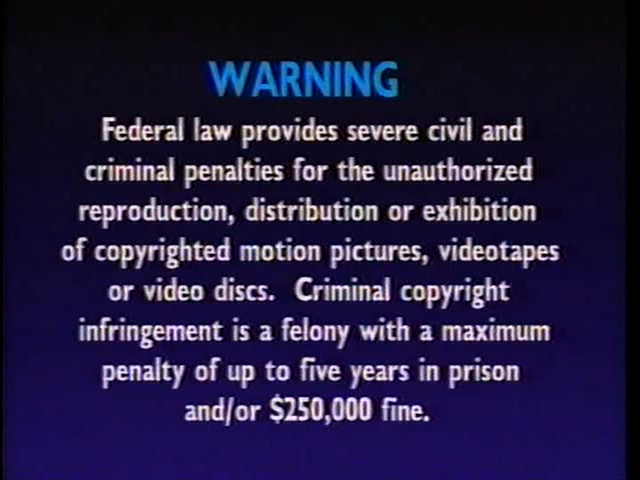 WARNING
Federal law provides severe civil and
criminal penalties for the unauthorized
reproduction, distribution or exhibition
of copyrighted motion pictures, videotapes
or video discs.  Criminal copyright
infringement is a felony with a maximum
penalty of up to five years in prison
and/or $250,000 fine.